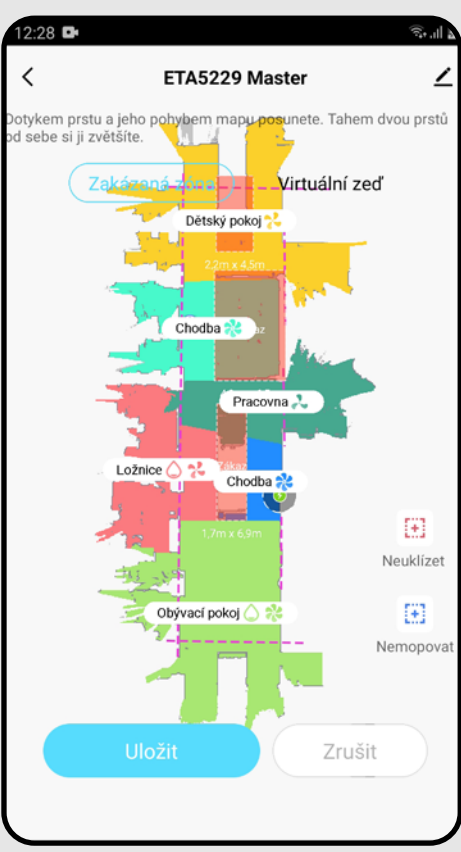 12:28
ETA5229 Master
Dotykem prstu a jeho pohybem mapu posunete. Tahem dvou prstů
od sebe si ji zvětšíte.
Zakázaná zóna
Virtuální zeď
Dětský pokoj
2,2m x 4,5m
Chodba
az
Pracovna
Ložnice
Zákaz
Chodba
1,7m x 6,9m
Obývací pokoj
Neuklízet
Nemopovat
Uložit
Zrušit